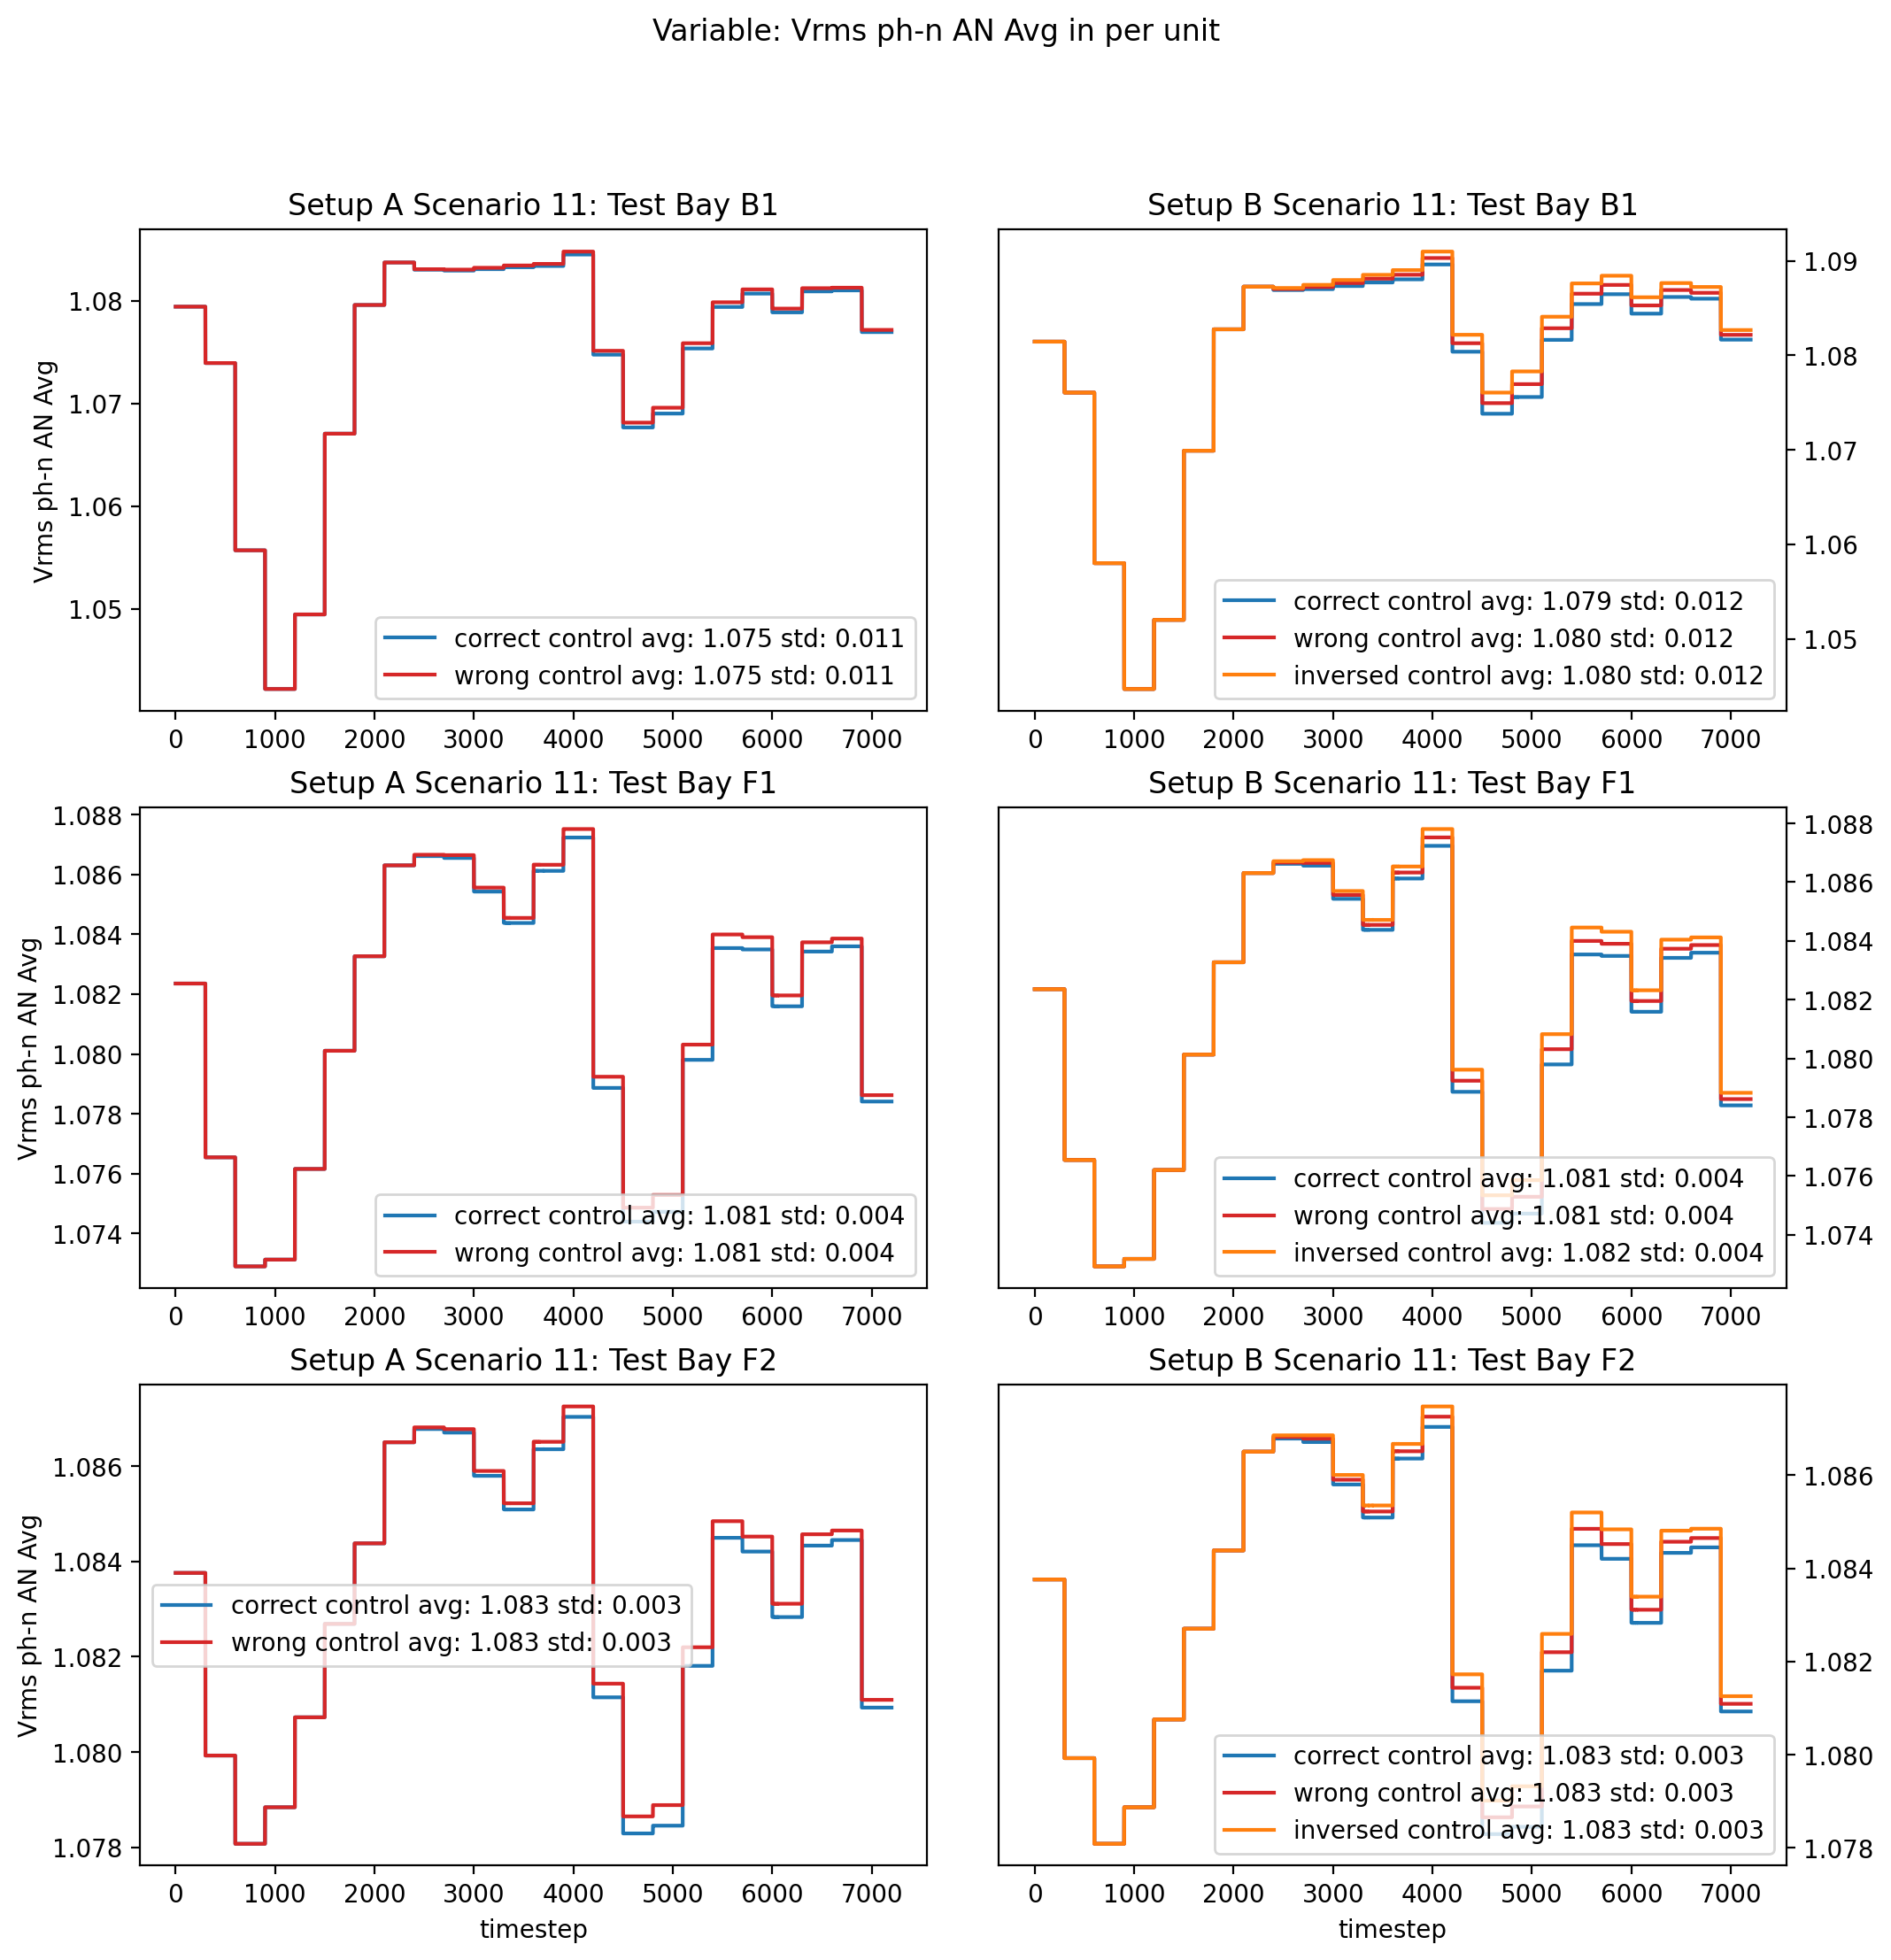 Variable: Vrms ph-n AN Avg in per unit
Setup A Scenario 11: Test Bay B1
Vrms ph-n AN Avg
1.08
1.07
1.06
1.05
correct control avg: 1.075 std: 0.011
wrong control avg: 1.075 std: 0.011
0 1000 2000 3000 4000 5000 6000 7000
Setup B Scenario 11: Test Bay B1
1.09
1.08
1.07
1.06
1.05
correct control avg: 1.079 std: 0.012
wrong control avg: 1.080 std: 0.012
inversed control avg: 1.080 std: 0.012
0 1000 2000 3000 4000 5000 6000 7000
Setup A Scenario 11: Test Bay F1
Vrms ph-n AN Avg
1.088
1.086
1.084
1.082
1.080
1.078
1.076
1.074
correct control avg: 1.081 std: 0.004
wrong control avg: 1.081 std: 0.004
0 1000 2000 3000 4000 5000 6000 7000
Setup B Scenario 11: Test Bay F1
1.088
1.086
1.084
1.082
1.080
1.078
1.076
1.074
correct control avg: 1.081 std: 0.004
wrong control avg: 1.081 std: 0.004
inversed control avg: 1.082 std: 0.004
0 1000 2000 3000 4000 5000 6000 7000
Setup A Scenario 11: Test Bay F2
Vrms ph-n AN Avg
1.086
1.084
1.082
1.080
1.078
correct control avg: 1.083 std: 0.003
wrong control avg: 1.083 std: 0.003
0 1000 2000 3000 4000 5000 6000 7000
timestep
Setup B Scenario 11: Test Bay F2
1.086
1.084
1.082
1.080
1.078
correct control avg: 1.083 std: 0.003
wrong control avg: 1.083 std: 0.003
inversed control avg: 1.083 std: 0.003
0 1000 2000 3000 4000 5000 6000 7000
timestep